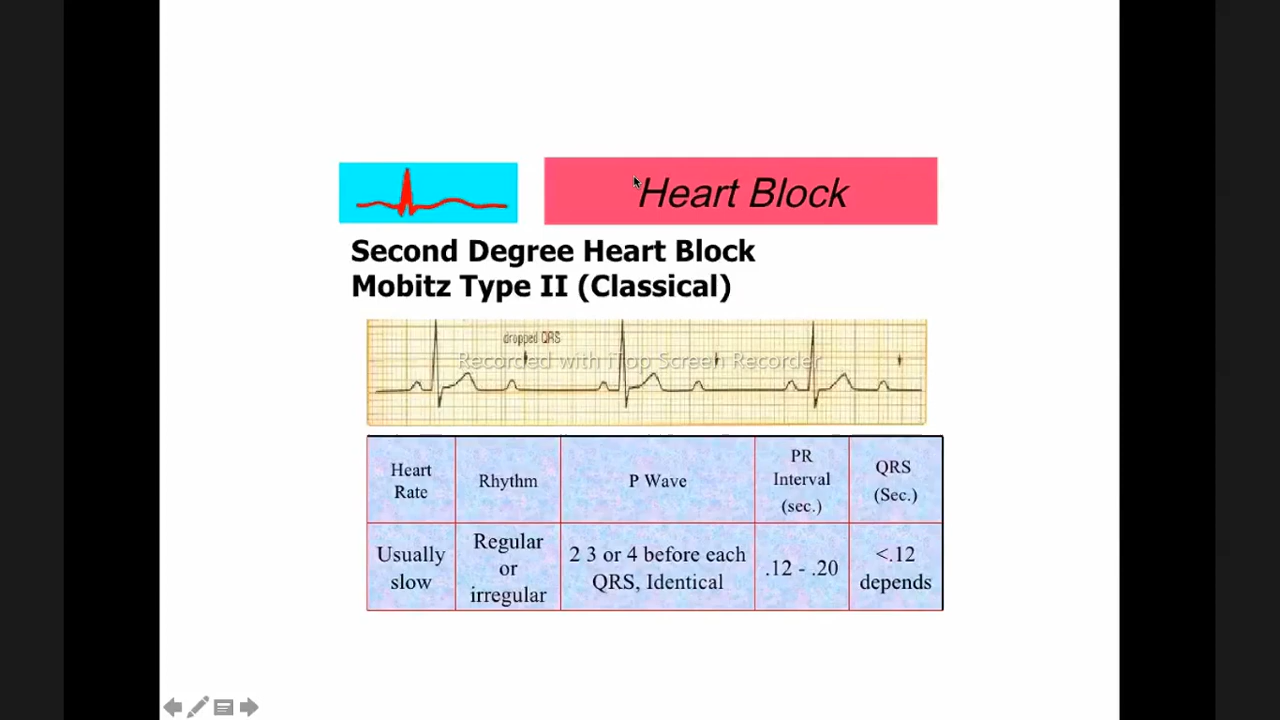 Heart Block
Second Degree Heart Block
Mobitz Type II (Classical)
dropped QRS
Recorded with iTop Screen Recorder
Heart
Rate
Rhythm
P Wave
PR
Interval
(sec.)
QRS
(Sec.)
Usually
slow
Regular
or
irregular
2 3 or 4 before each
QRS, Identical
.12 - .20
<.12
depends